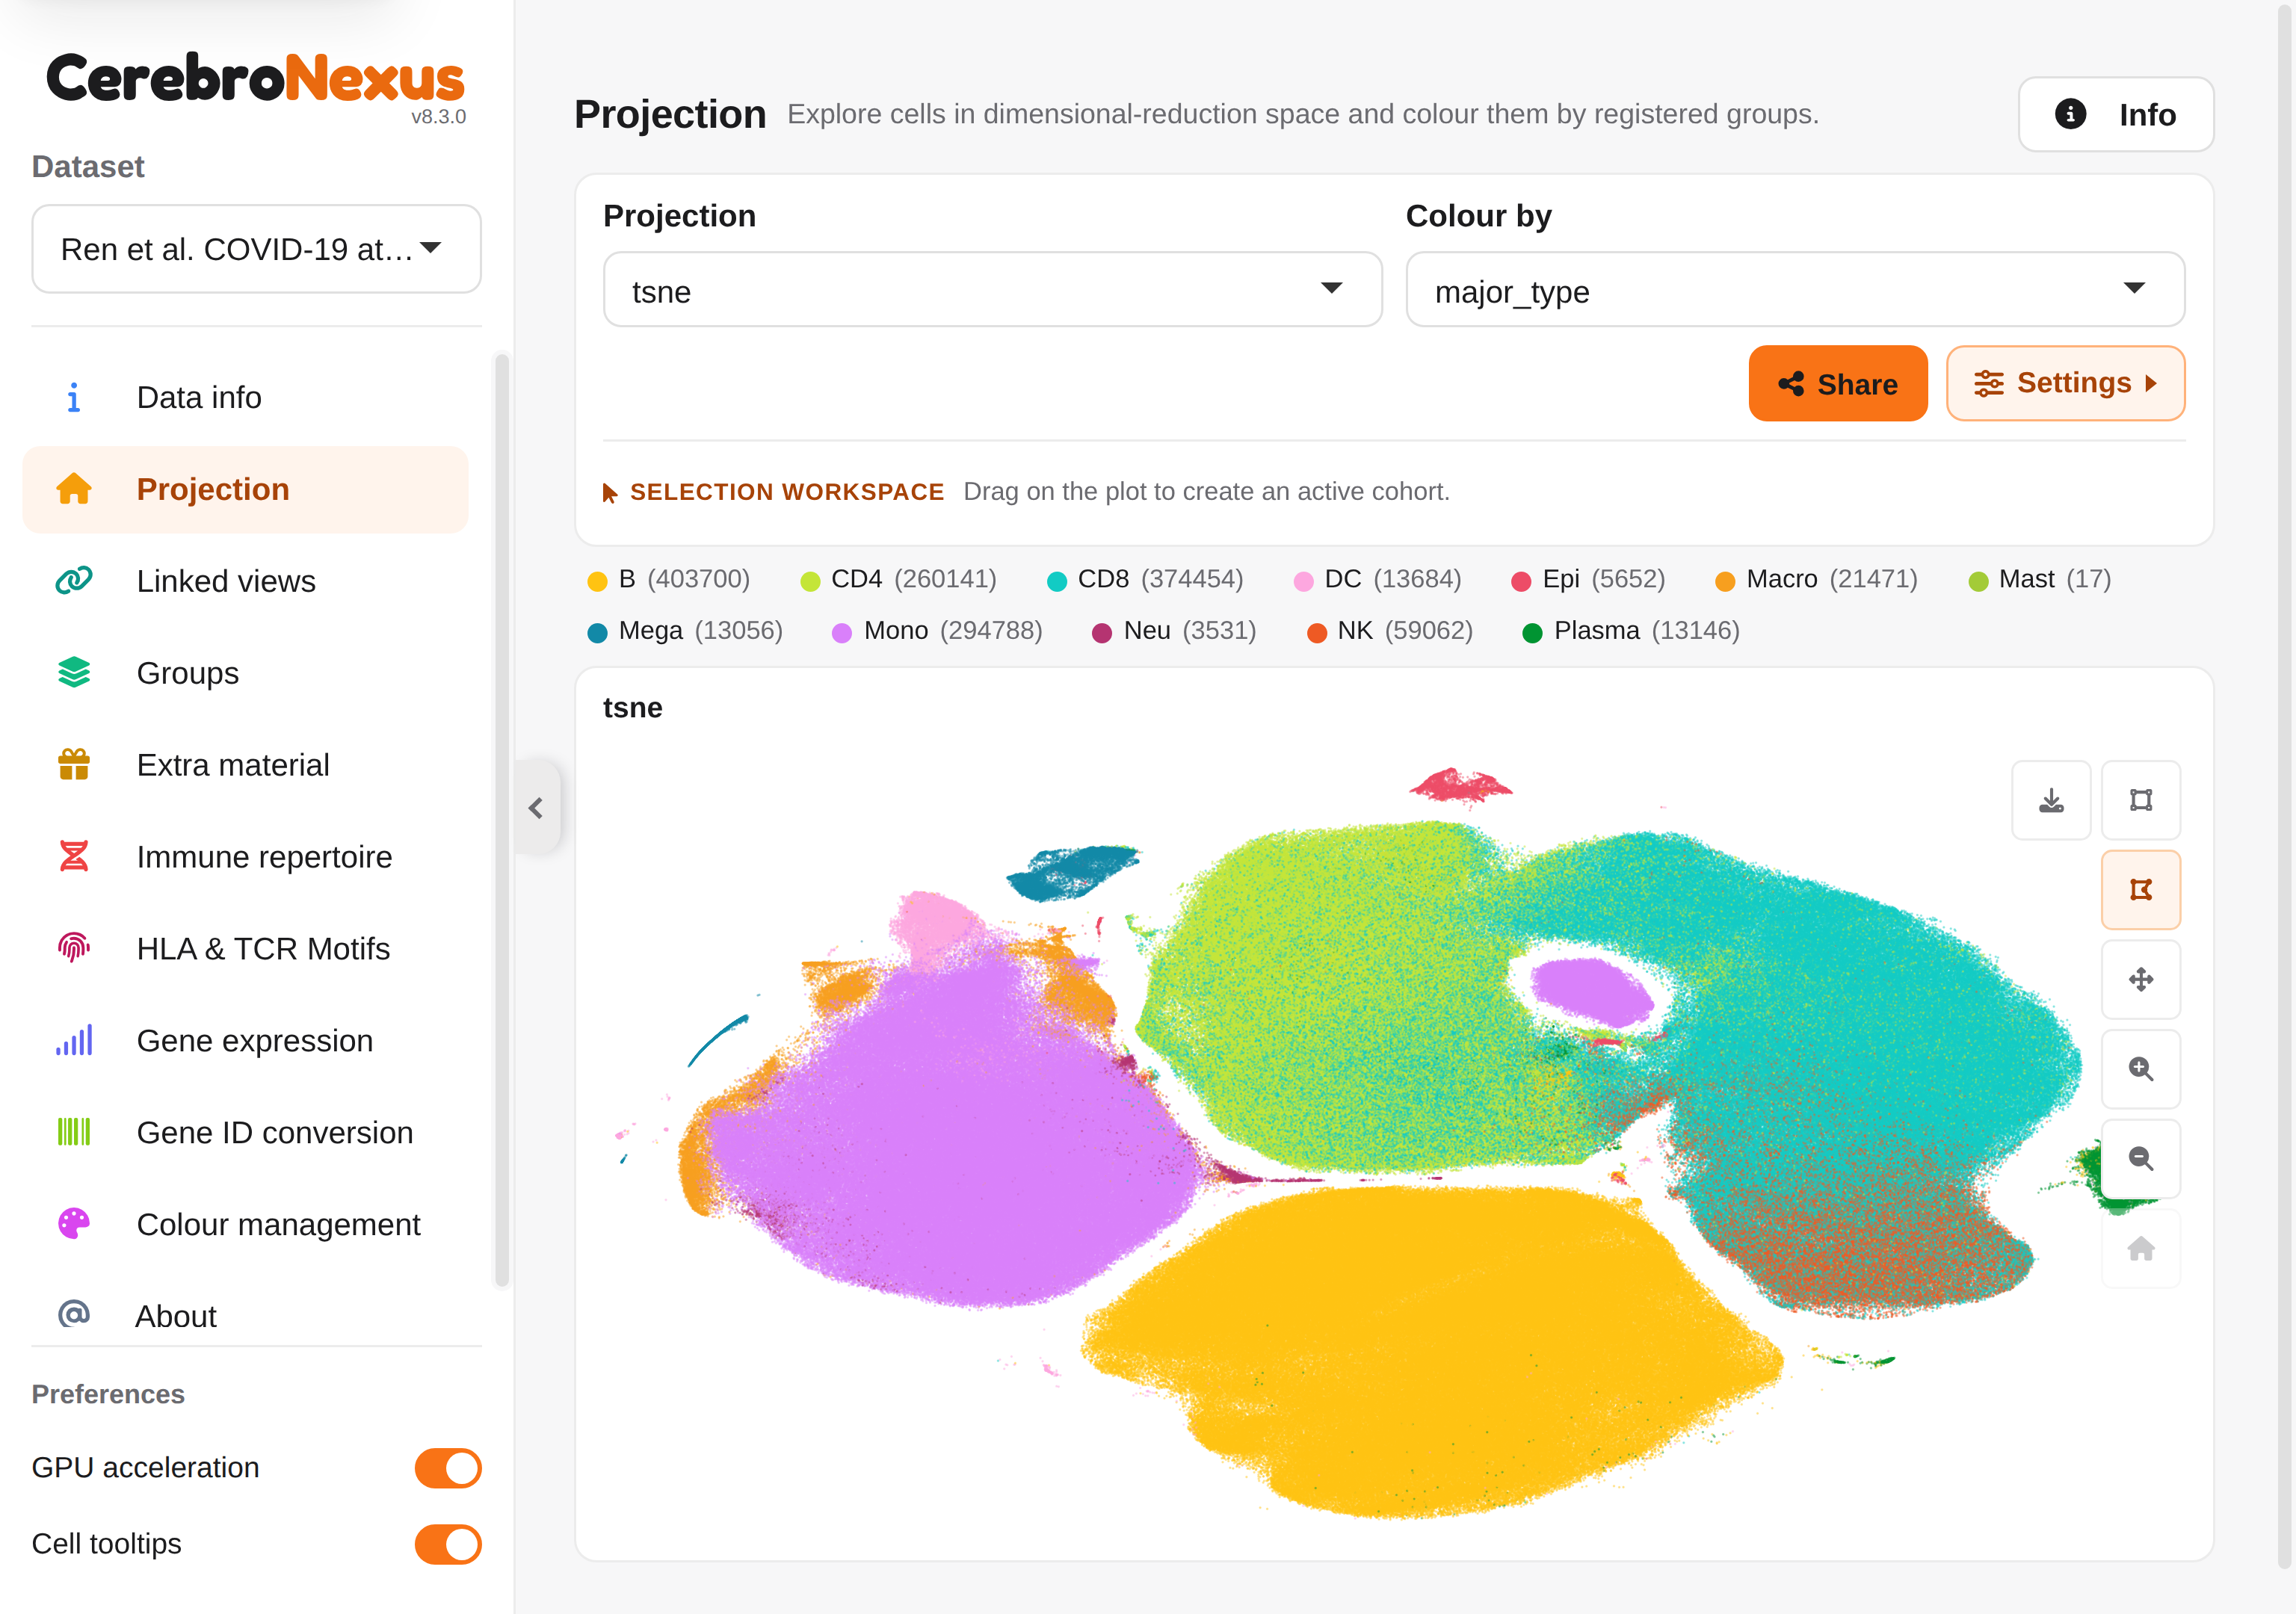 CerebroNexus
v8.3.0
Dataset
Ren et al. COVID-19 at…
Data info
Projection
Linked views
Groups
Extra material
Immune repertoire
HLA & TCR Motifs
Gene expression
Gene ID conversion
Colour management
About
Preferences
GPU acceleration
Cell tooltips
Projection Explore cells in dimensional-reduction space and colour them by registered groups.
Info
Projection
Colour by
tsne
major_type
Share
Settings
SELECTION WORKSPACE Drag on the plot to create an active cohort.
B (403700) CD4 (260141) CD8 (374454) DC (13684) Epi (5652) Macro (21471) Mast (17)
Mega (13056) Mono (294788) Neu (3531) NK (59062) Plasma (13146)
tsne